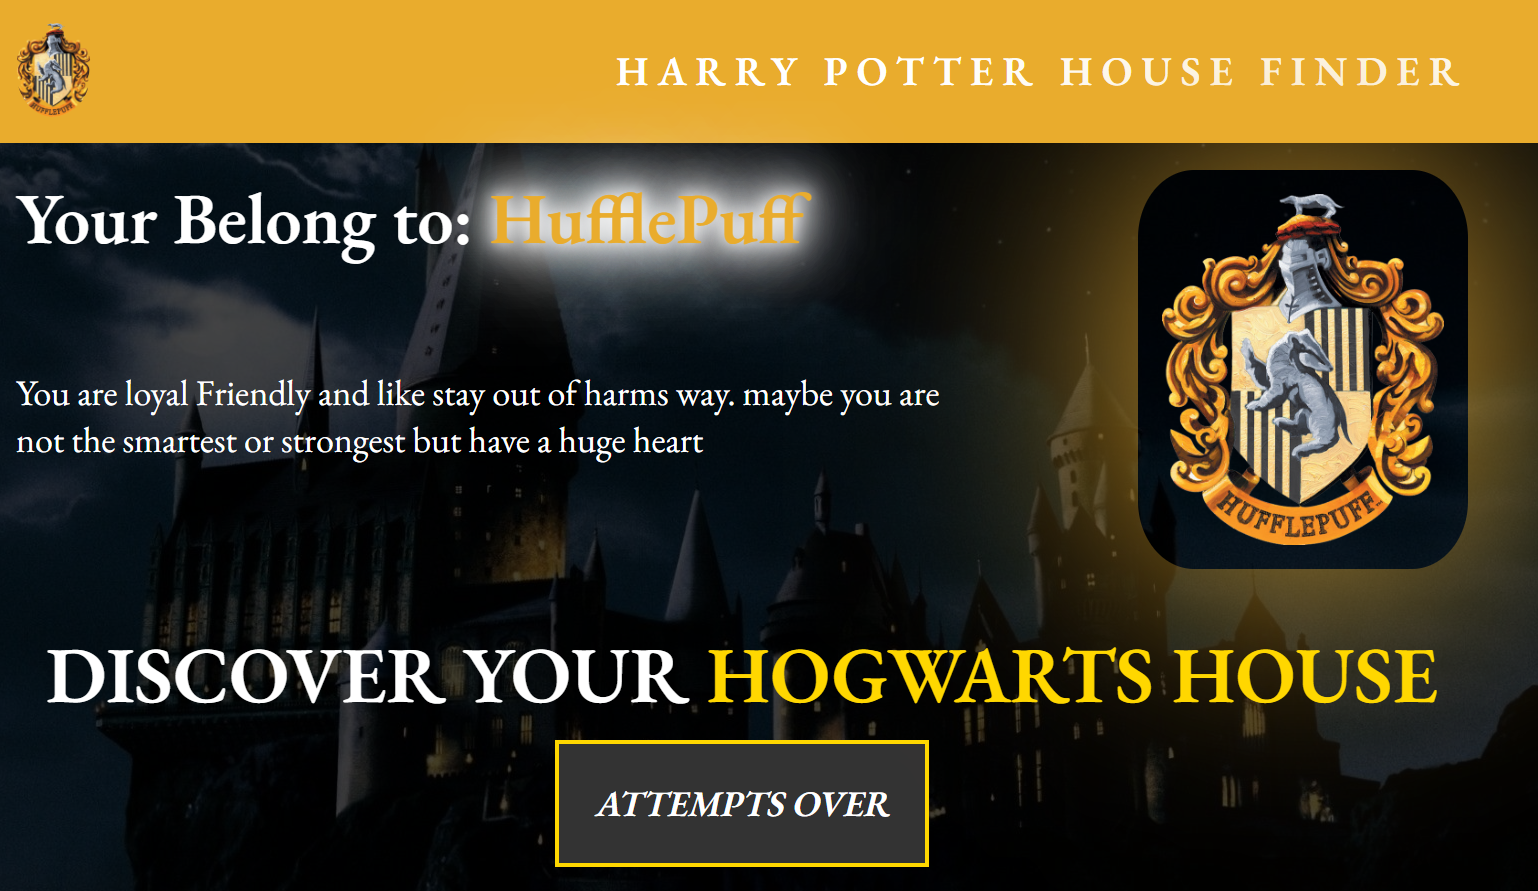 HUFFLEPUFF
HARRY POTTER HOUSE FINDER
Your Belong to: HufflePuff
You are loyal Friendly and like stay out of harms way. maybe you are
not the smartest or strongest but have a huge heart
HUFFLEPUFF
DISCOVER YOUR HOGWARTS HOUSE
ATTEMPTS OVER